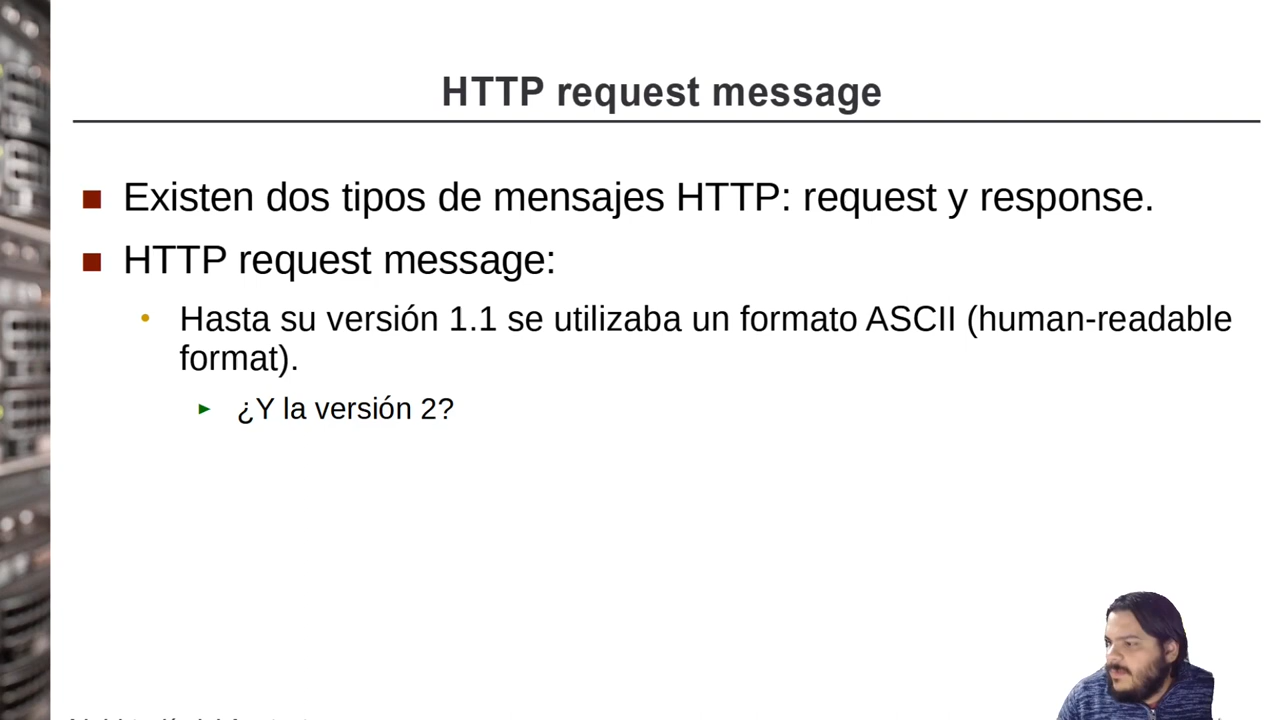 HTTP request message
Existen dos tipos de mensajes HTTP: request y response.
HTTP request message:
Hasta su versión 1.1 se utilizaba un formato ASCII (human-readable
format).
¿Y la versión 2?